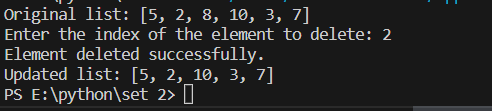 Original list: [5, 2, 8, 10, 3, 7]
Enter the index of the element to delete: 2
Element deleted successfully.
Updated list: [5, 2, 10, 3, 7]
PS E:\python\set 2>